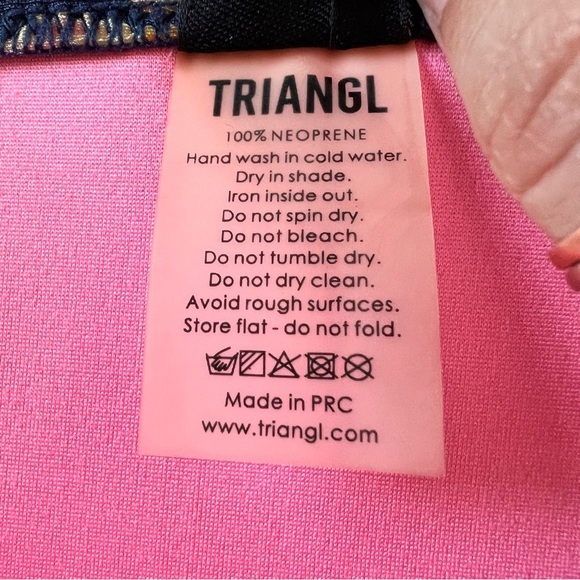 TRIANGL
100% NEOPRENE
Hand wash in cold water.
Dry in shade.
Iron inside out.
Do not spin dry.
Do not bleach.
Do not tumble dry.
Do not dry clean.
Avoid rough surfaces.
Store flat - do not fold.
Made in PRC
www.triangl.com